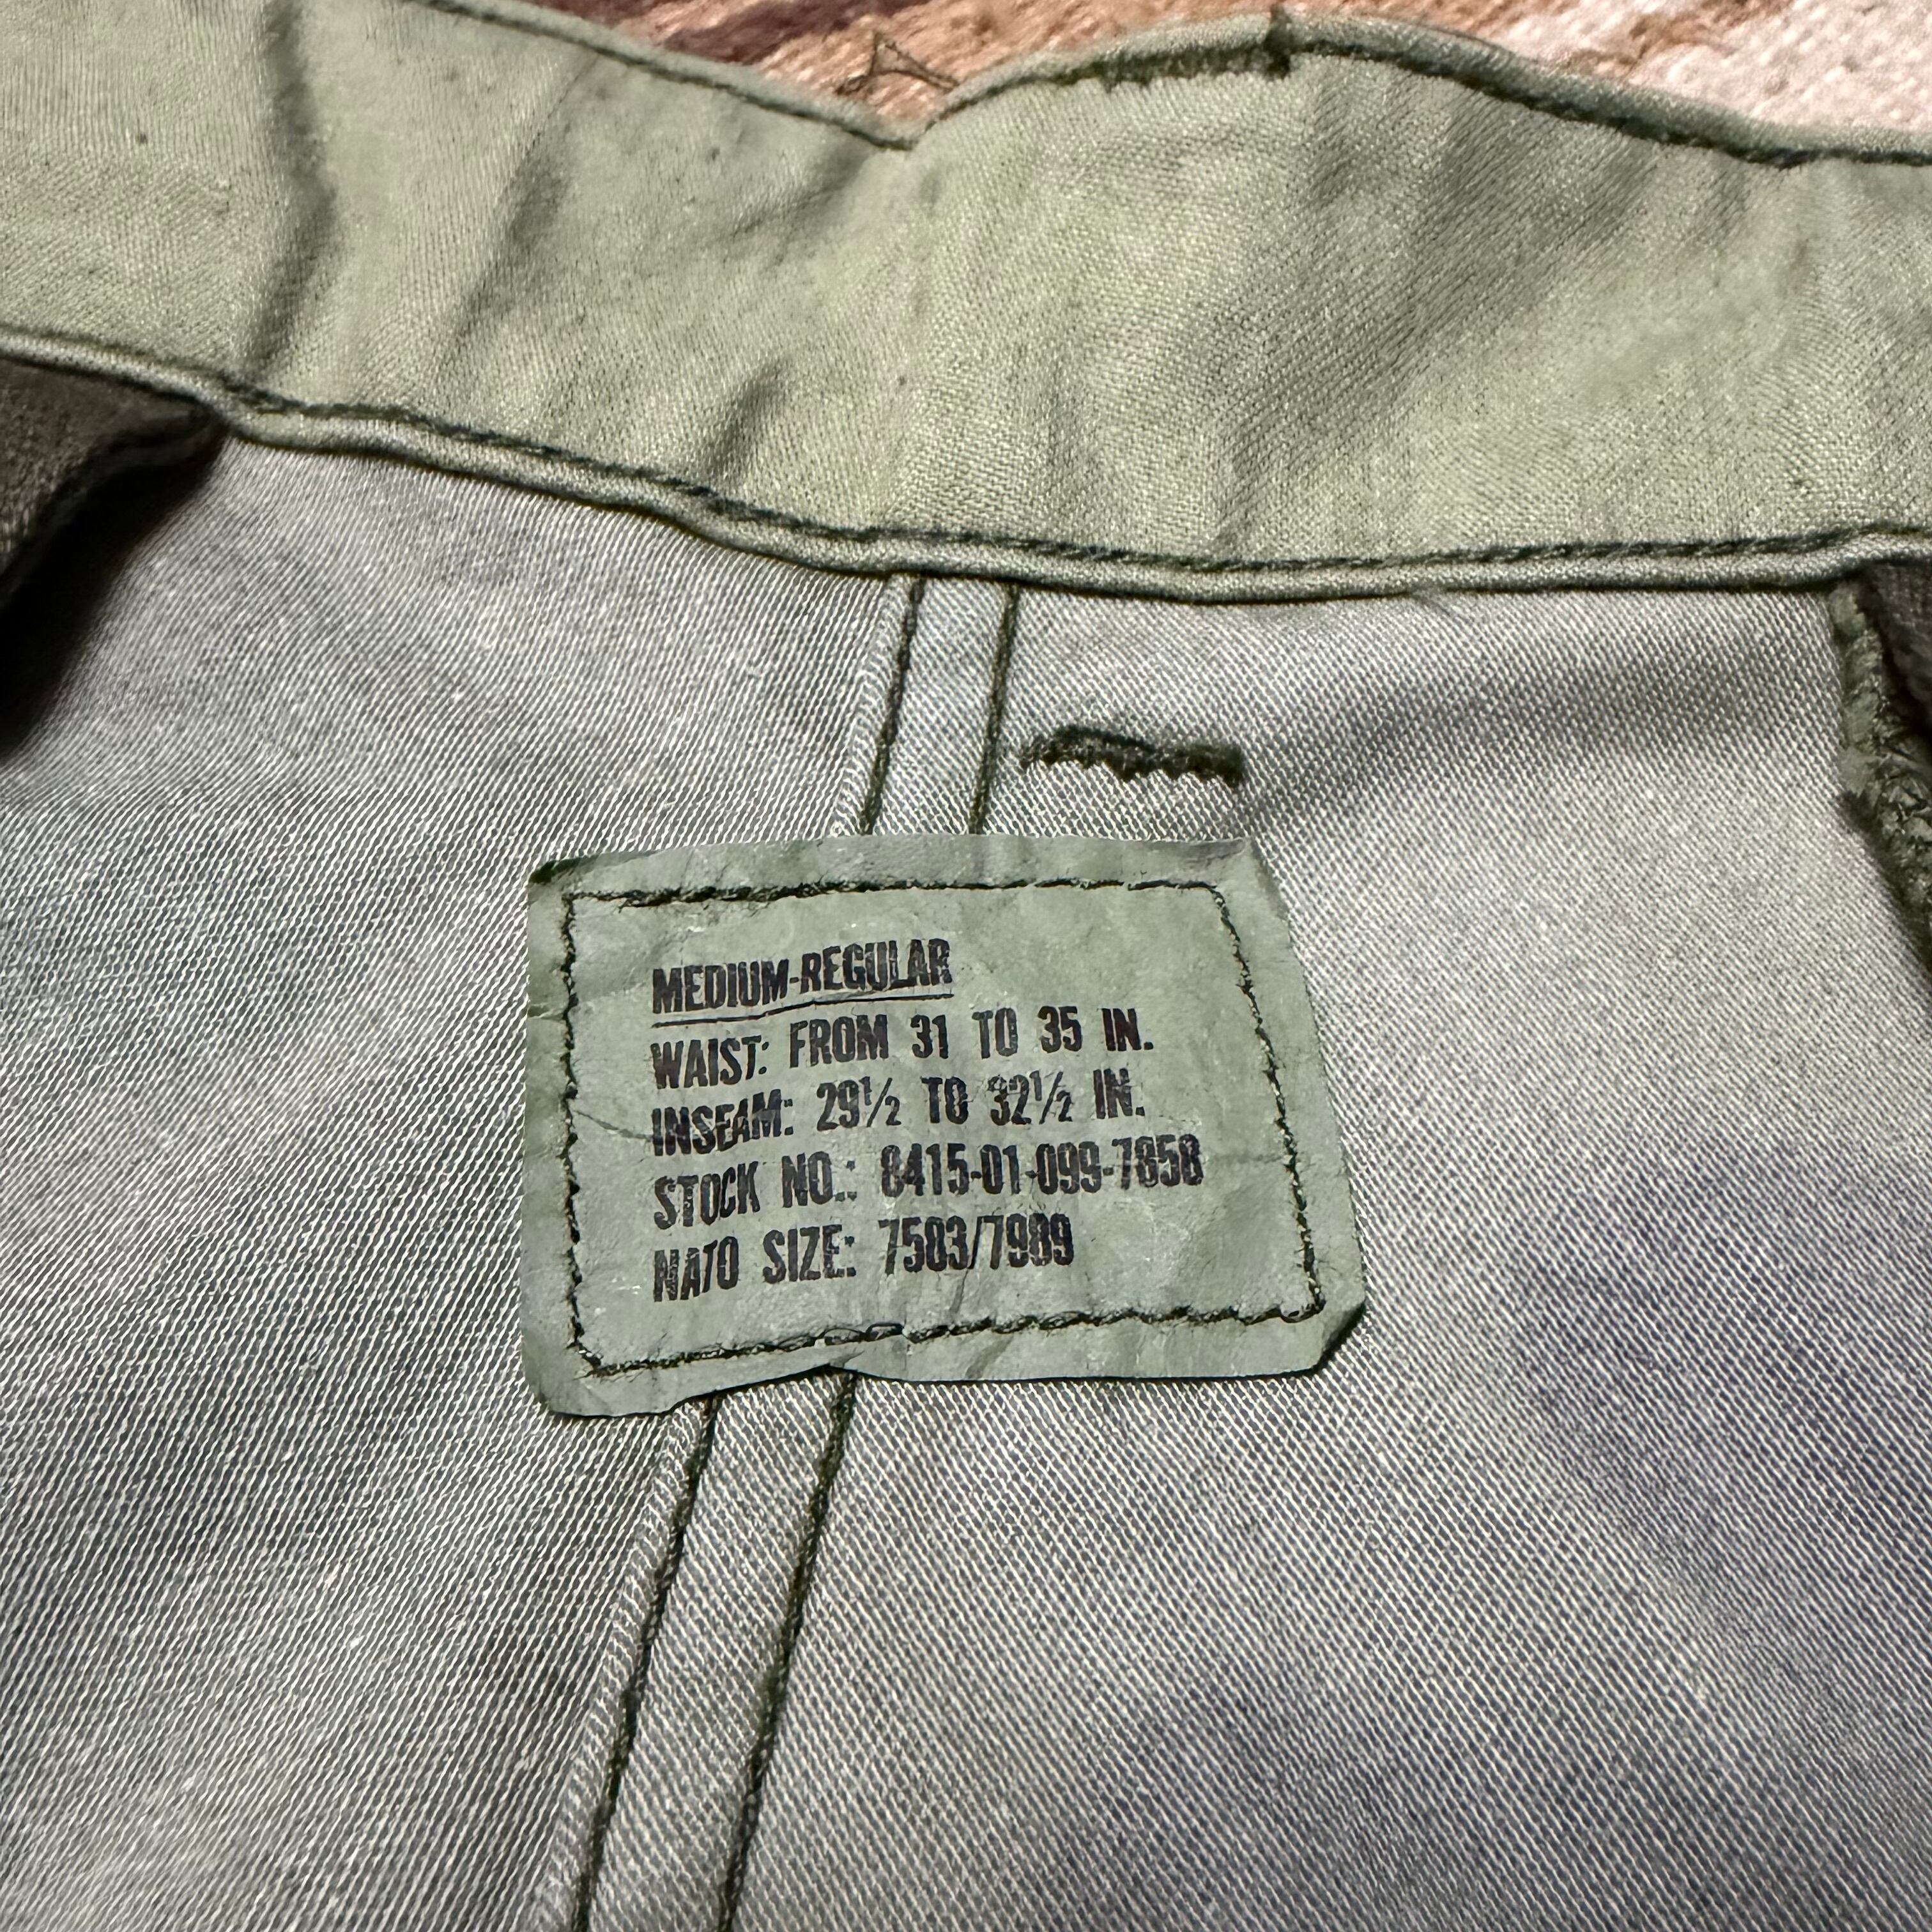 MEDIUM-REGULAR
WAIST: FROM 31 TO 35 IN.
INSEAM: 29½ TO 32½ IN.
STOCK NO.: 8415-01-099-7858
NATO SIZE: 7583/7989